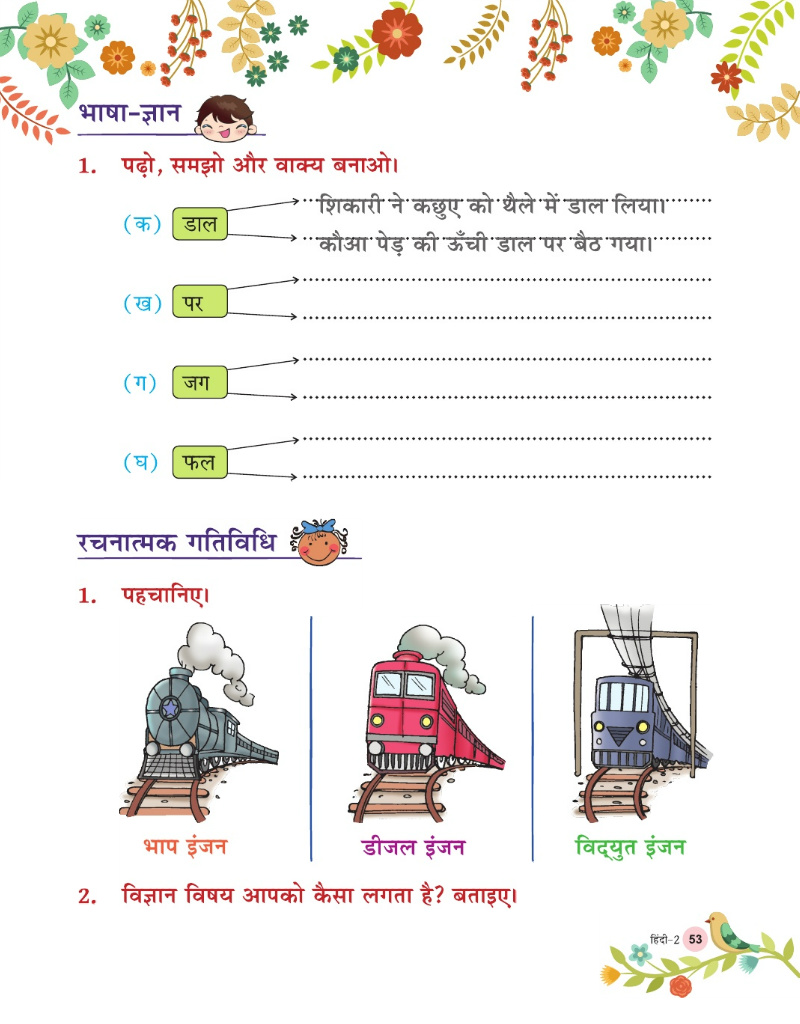 भाषा-ज्ञान
1. पढ़ो, समझो और वाक्य बनाओ।
(क) डाल
शिकारी ने कछुए को थैले में डाल लिया।
कौआ पेड़ की ऊँची डाल पर बैठ गया।
(ख) पर
(ग) जग
(घ) फल
रचनात्मक गतिविधि
1. पहचानिए।
भाप इंजन डीजल इंजन विद्‌युत इंजन
2. विज्ञान विषय आपको कैसा लगता है? बताइए।
हिंदी-2 53